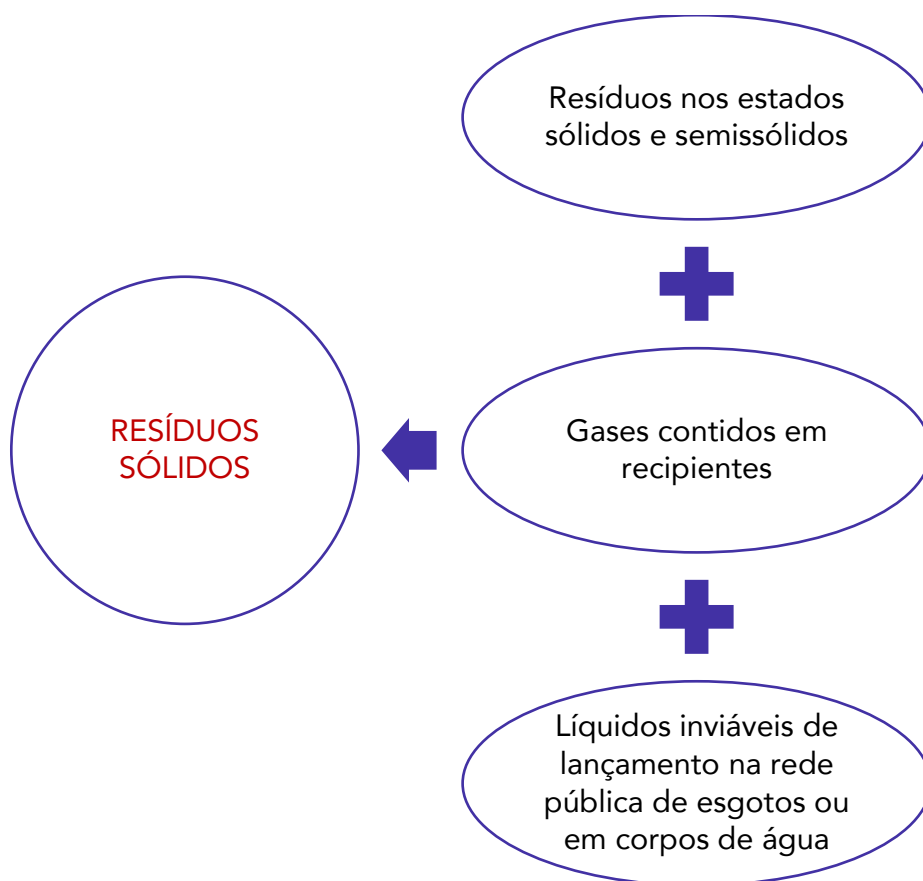 Resíduos nos estados
sólidos e semissólidos
RESÍDUOS
SÓLIDOS
Gases contidos em
recipientes
Líquidos inviáveis de
lançamento na rede
pública de esgotos ou
em corpos de água